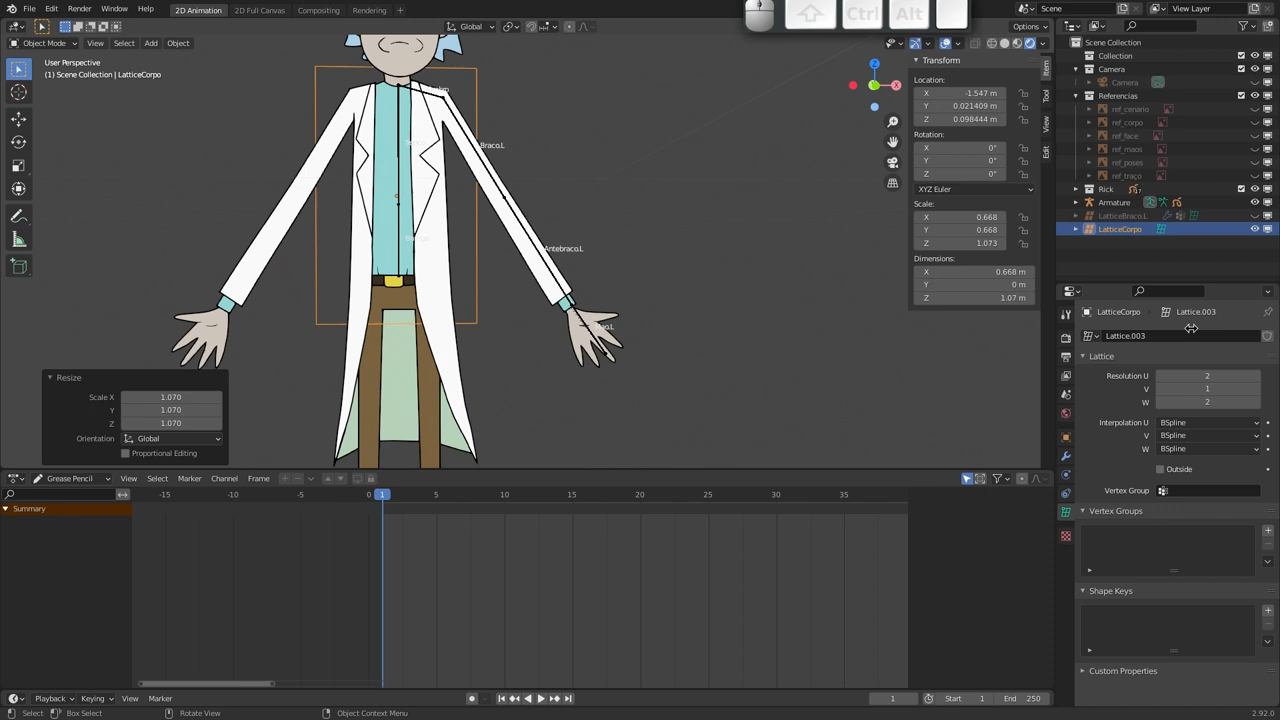 File Edit Render Window Help 2D Animation 2D Full Canvas Compositing Rendering + Ctrl Alt Scene View Layer
Global Options
Object Mode View Select Add Object
User Perspective
(1) Scene Collection | LatticeCorpo
Braco.L
Antebraco.L
Z
X
Transform
Location:
X -1.547 m
Y 0.021409 m
Z 0.098444 m
Rotation:
X 0°
Y 0°
Z 0°
XYZ Euler
Scale:
X 0.668
Y 0.668
Z 1.073
Dimensions:
X 0.668 m
Y 0 m
Z 1.07 m
Item
Tool
View
Edit
Scene Collection
Collection
Camera
Camera
Referencias
ref_cenario
ref_corpo
ref_face
ref_maos
ref_poses
ref_traço
Rick
Armature
LatticeBraco.L
LatticeCorpo
LatticeCorpo Lattice.003
Lattice.003
Lattice
Resolution U 2
V 1
W 2
Interpolation U BSpline
V BSpline
W BSpline
Outside
Vertex Group
Vertex Groups
Shape Keys
Custom Properties
Resize
Scale X 1.070
Y 1.070
Z 1.070
Orientation Global
Proportional Editing
Grease Pencil View Select Marker Channel Frame
-15 -10 -5 0 1 5 10 15 20 25 30 35
Summary
Playback Keying View Marker 1 Start 1 End 250
Select Box Select Rotate View Object Context Menu 2.92.0